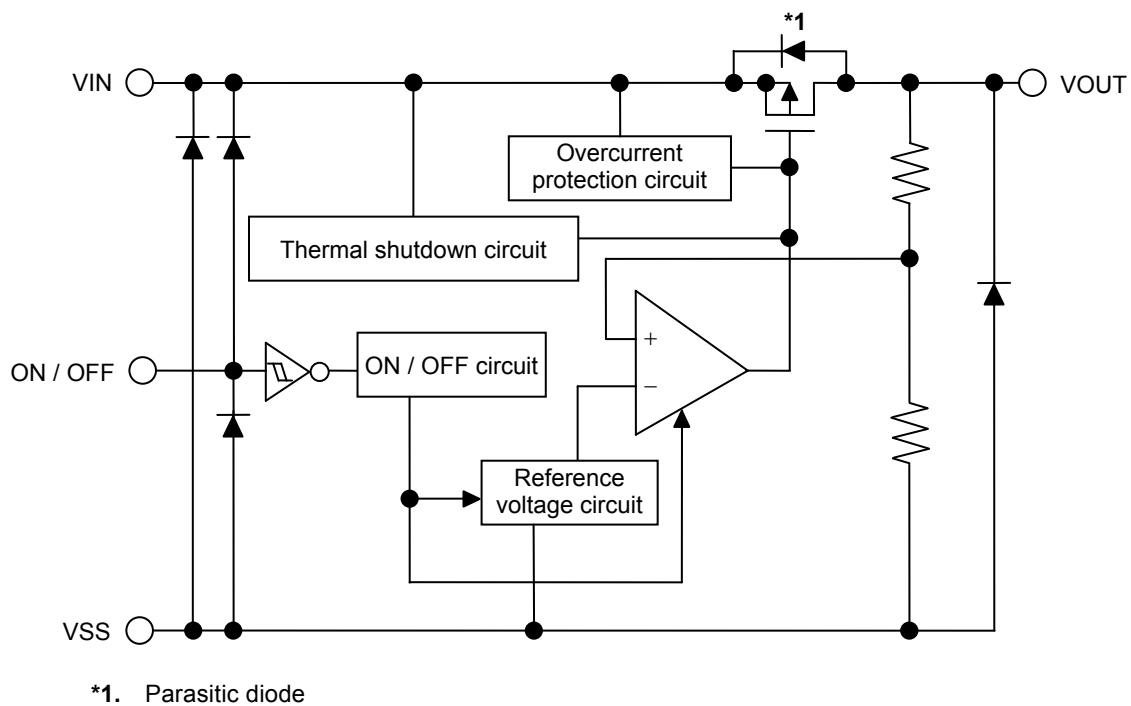 *1
VIN
VOUT
Overcurrent
protection circuit
Thermal shutdown circuit
+
ON / OFF
ON / OFF circuit
−
Reference
voltage circuit
VSS
*1. Parasitic diode